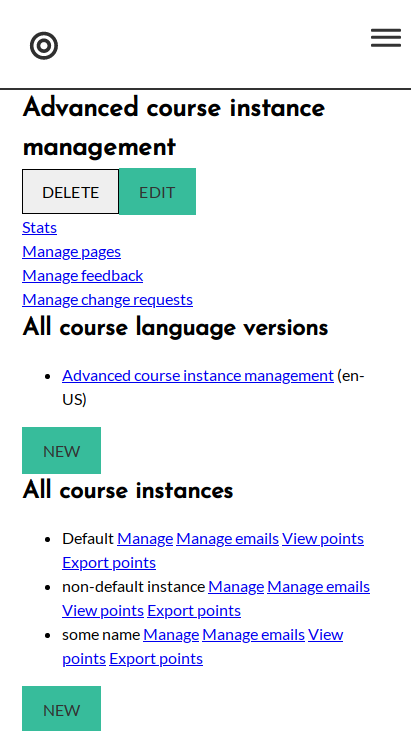 Advanced course instance
management
DELETE EDIT
Stats
Manage pages
Manage feedback
Manage change requests
All course language versions
Advanced course instance management (en-
US)
NEW
All course instances
Default Manage Manage emails View points
Export points
non-default instance Manage Manage emails
View points Export points
some name Manage Manage emails View
points Export points
NEW